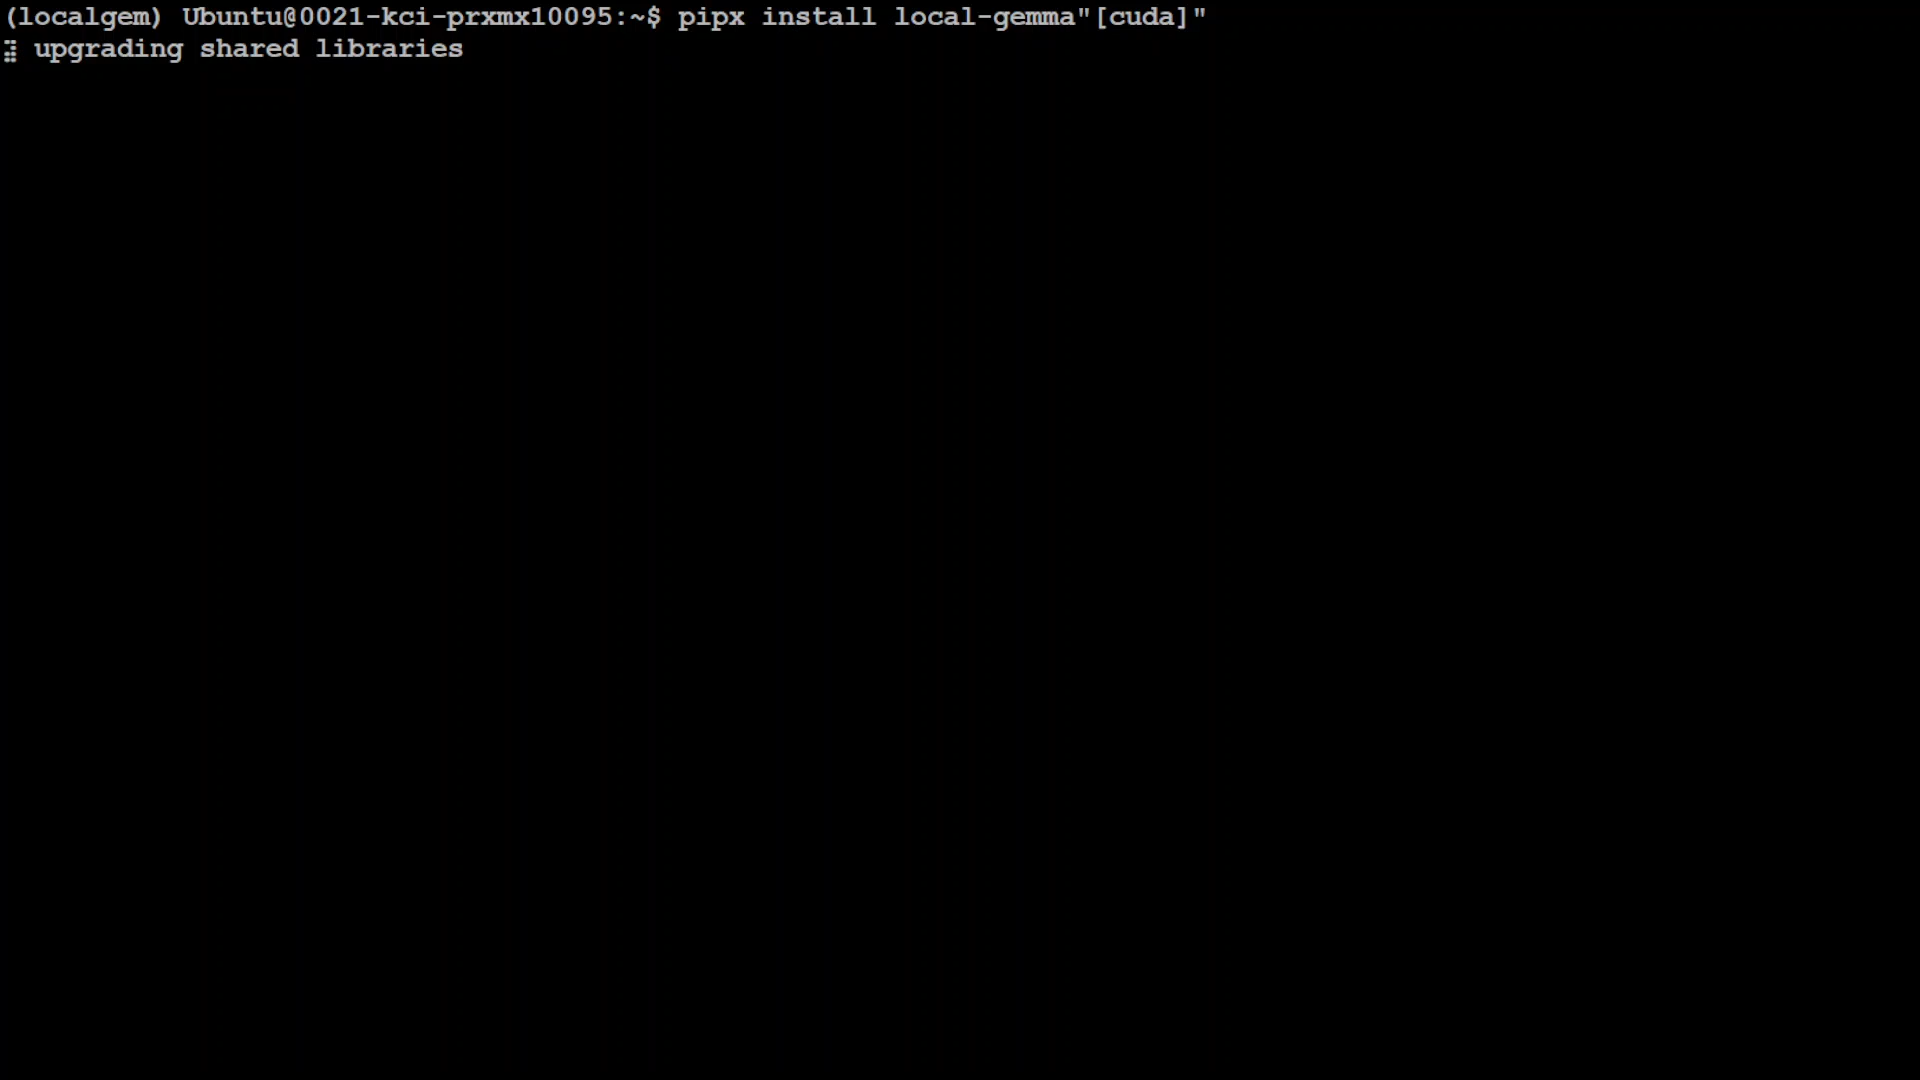 (localgem) Ubuntu@0021-kci-prxmx10095:~$ pipx install local-gemma"[cuda]"
⣽ upgrading shared libraries